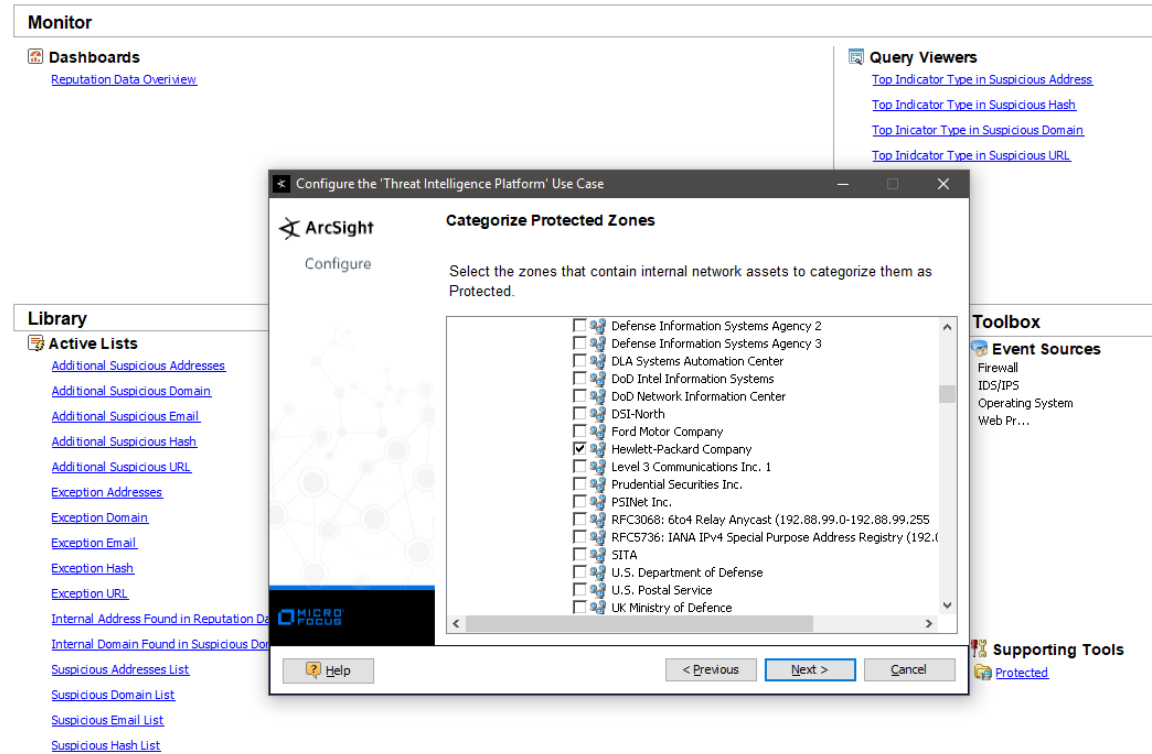 Monitor
Dashboards
Reputation Data Overiview
Query Viewers
Top Indicator Type in Suspicious Address
Top Indicator Type in Suspicious Hash
Top Inicator Type in Suspicious Domain
Top Inidcator Type in Suspicious URL
Configure the 'Threat Intelligence Platform' Use Case
ArcSight
Configure
Categorize Protected Zones
Select the zones that contain internal network assets to categorize them as
Protected.
Defense Information Systems Agency 2
Defense Information Systems Agency 3
DLA Systems Automation Center
DoD Intel Information Systems
DoD Network Information Center
DSI-North
Ford Motor Company
Hewlett-Packard Company
Level 3 Communications Inc. 1
Prudential Securities Inc.
PSINet Inc.
RFC3068: 6to4 Relay Anycast (192.88.99.0-192.88.99.255
RFC5736: IANA IPv4 Special Purpose Address Registry (192.0
SITA
U.S. Department of Defense
U.S. Postal Service
UK Ministry of Defence
MICRO
FOCUS
Help
< Previous
Next >
Cancel
Library
Active Lists
Additional Suspicious Addresses
Additional Suspicious Domain
Additional Suspicious Email
Additional Suspicious Hash
Additional Suspicious URL
Exception Addresses
Exception Domain
Exception Email
Exception Hash
Exception URL
Internal Address Found in Reputation Da
Internal Domain Found in Suspicious Dor
Suspicious Addresses List
Suspicious Domain List
Suspicious Email List
Suspicious Hash List
Toolbox
Event Sources
Firewall
IDS/IPS
Operating System
Web Pr...
Supporting Tools
Protected